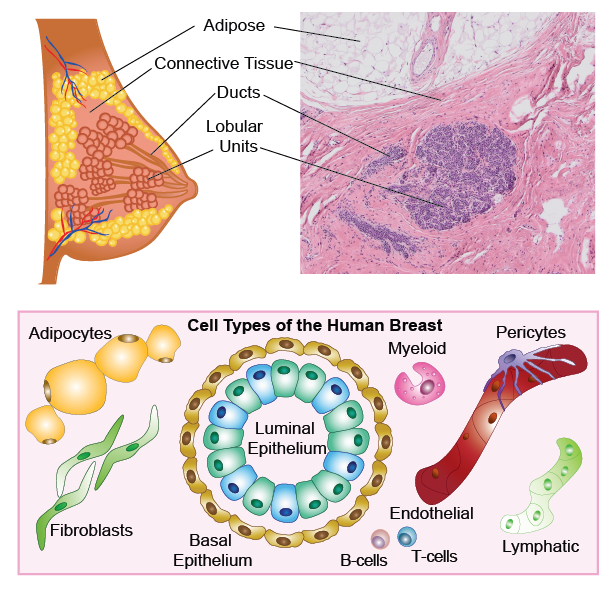 Adipose
Connective Tissue
Ducts
Lobular
Units
Cell Types of the Human Breast
Adipocytes
Myeloid
Pericytes
Luminal
Epithelium
Fibroblasts
Basal
Epithelium
Endothelial
B-cells
T-cells
Lymphatic